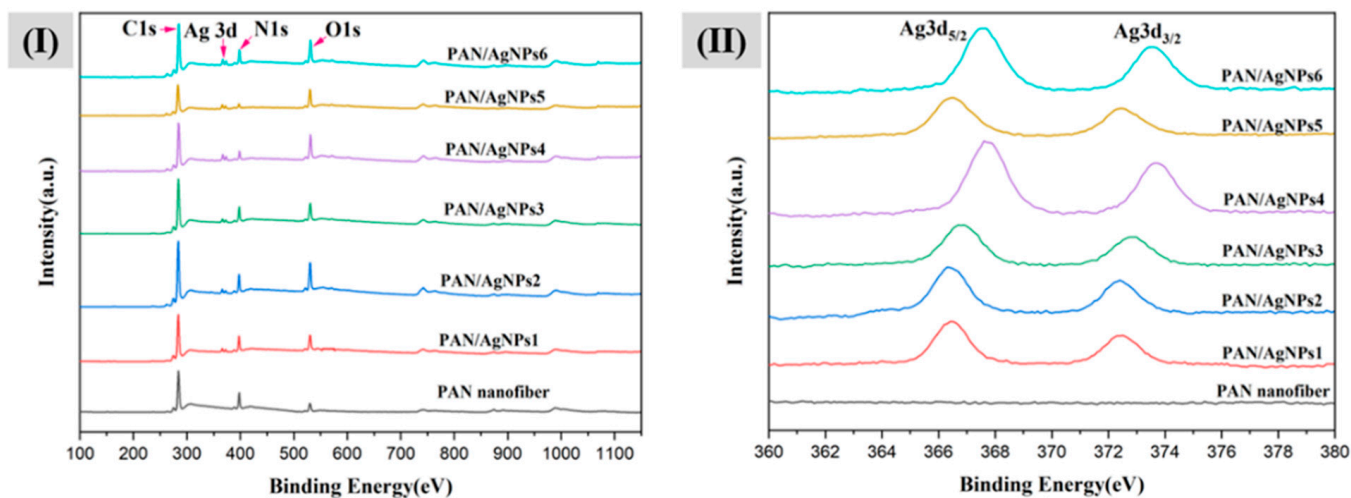 (I)
C1s
Ag 3d
N1s
O1s
PAN/AgNPs6
PAN/AgNPs5
PAN/AgNPs4
PAN/AgNPs3
PAN/AgNPs2
PAN/AgNPs1
PAN nanofiber
Intensity(a.u.)
100 200 300 400 500 600 700 800 900 1000 1100
Binding Energy(eV)
(II)
Ag3d5/2
Ag3d3/2
PAN/AgNPs6
PAN/AgNPs5
PAN/AgNPs4
PAN/AgNPs3
PAN/AgNPs2
PAN/AgNPs1
PAN nanofiber
Intensity(a.u.)
360 362 364 366 368 370 372 374 376 378 380
Binding Energy(eV)